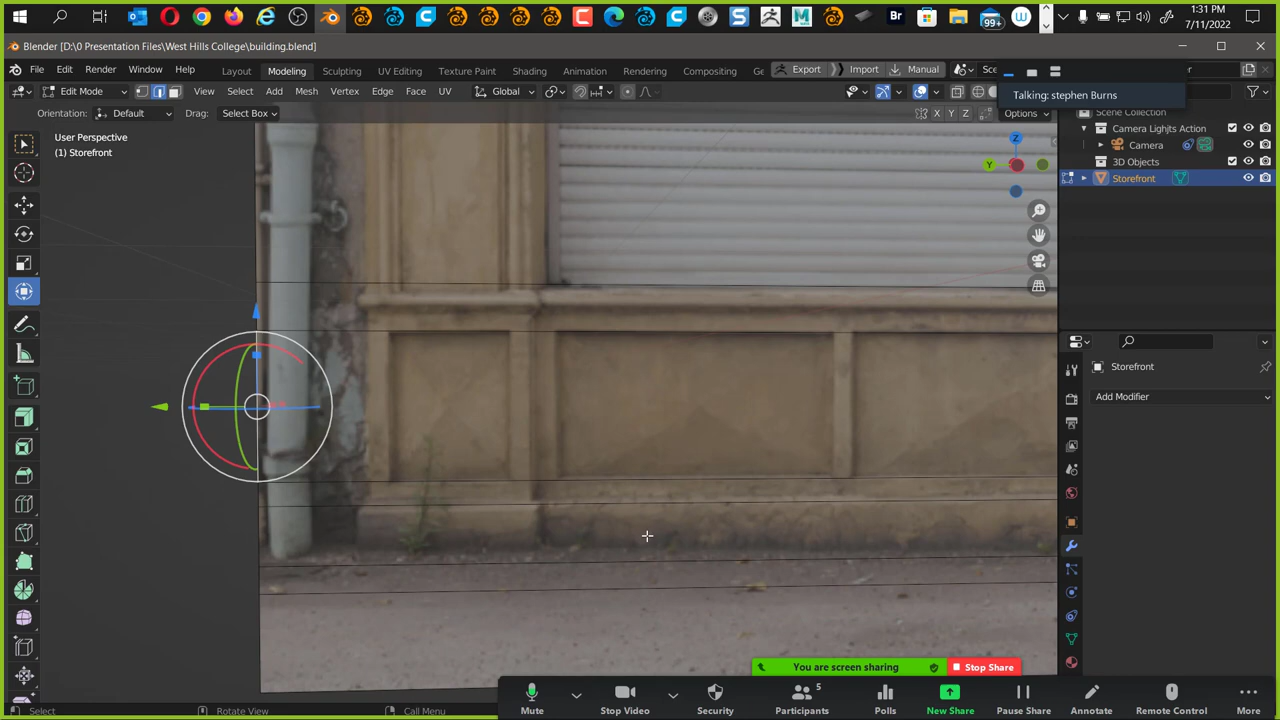 1:31 PM
7/11/2022
99+
Blender [D:\0 Presentation Files\West Hills College\building.blend]
File Edit Render Window Help Layout Modeling Sculpting UV Editing Texture Paint Shading Animation Rendering Compositing Ge Export Import Manual Sce
Edit Mode View Select Add Mesh Vertex Edge Face UV Global
Talking: stephen Burns
Orientation: Default Drag: Select Box X Y Z Options
User Perspective
(1) Storefront
Scene Collection
Camera Lighjts Action
Camera
3D Objects
Storefront
Z
Y
Storefront
Add Modifier
You are screen sharing Stop Share
5
Mute Stop Video Security Participants Polls New Share Pause Share Annotate Remote Control More
Select Rotate View Call Menu